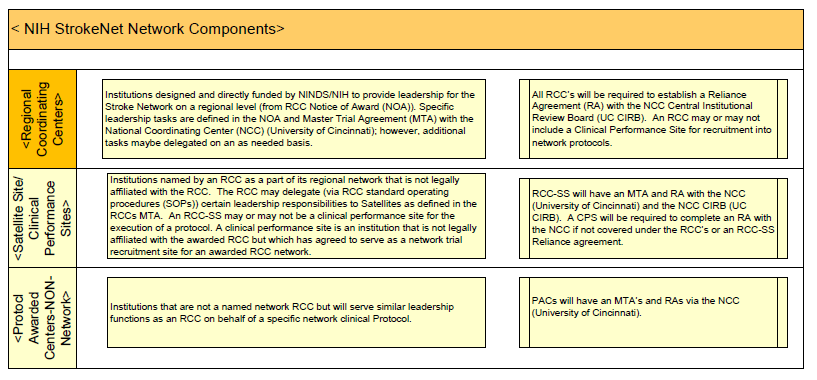 < NIH StrokeNet Network Components>
<Regional
Coordinating
Centers>
Institutions designed and directly funded by NINDS/NIH to provide leadership for the
Stroke Network on a regional level (from RCC Notice of Award (NOA)). Specific
leadership tasks are defined in the NOA and Master Trial Agreement (MTA) with the
National Coordinating Center (NCC) (University of Cincinnati); however, additional
tasks maybe delegated on an as needed basis.
All RCC's will be required to establish a Reliance
Agreement (RA) with the NCC Central Institutional
Review Board (UC CIRB). An RCC may or may not
include a Clinical Performance Site for recruitment into
network protocols.
<Satellite Site/
Clinical
Performance
Sites>
Institutions named by an RCC as a part of its regional network that is not legally
affiliated with the RCC. The RCC may delegate (via RCC standard operating
procedures (SOPs)) certain leadership responsibilities to Satellites as defined in the
RCCs MTA. An RCC-SS may or may not be a clinical performance site for the
execution of a protocol. A clinical performance site is an institution that is not legally
affiliated with the awarded RCC but which has agreed to serve as a network trial
recruitment site for an awarded RCC network.
RCC-SS will have an MTA and RA with the NCC
(University of Cincinnati) and the NCC CIRB (UC
CIRB). A CPS will be required to complete an RA with
the NCC if not covered under the RCC's or an RCC-SS
Reliance agreement.
<Protocl
Awarded
Centers-NON-
Network>
Institutions that are not a named network RCC but will serve similar leadership
functions as an RCC on behalf of a specific network clinical Protocol.
PACs will have an MTA's and RAs via the NCC
(University of Cincinnati).